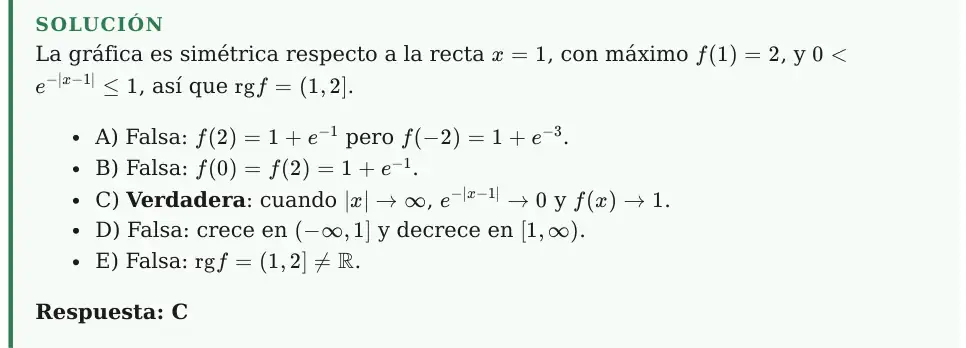 SOLUCIÓN
La gráfica es simétrica respecto a la recta x = 1, con máximo f(1) = 2, y 0 <
e^{−|x−1|} ≤ 1, así que rgf = (1, 2].
• A) Falsa: f(2) = 1 + e^{−1} pero f(−2) = 1 + e^{−3}.
• B) Falsa: f(0) = f(2) = 1 + e^{−1}.
• C) Verdadera: cuando |x| → ∞, e^{−|x−1|} → 0 y f(x) → 1.
• D) Falsa: crece en (−∞, 1] y decrece en [1, ∞).
• E) Falsa: rgf = (1, 2] ≠ ℝ.
Respuesta: C